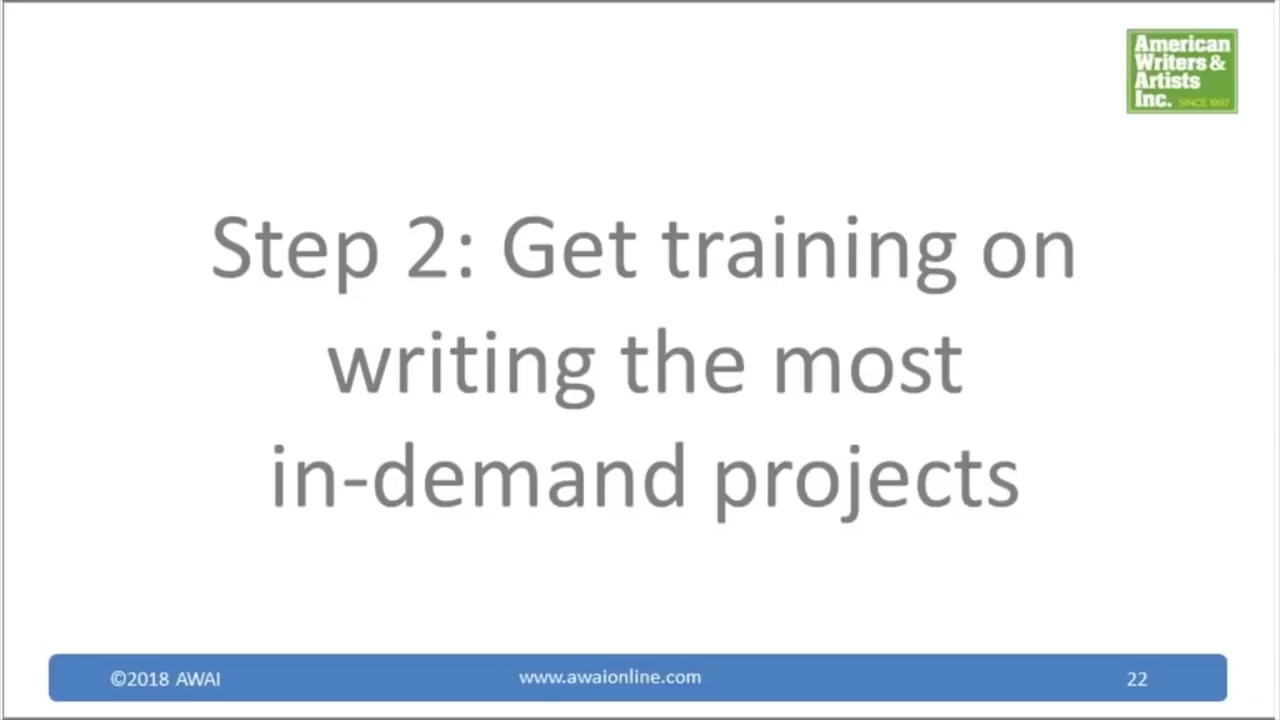 American
Writers &
Artists
Inc. SINCE 1997
Step 2: Get training on
writing the most
in-demand projects
©2018 AWAI
www.awaionline.com
22